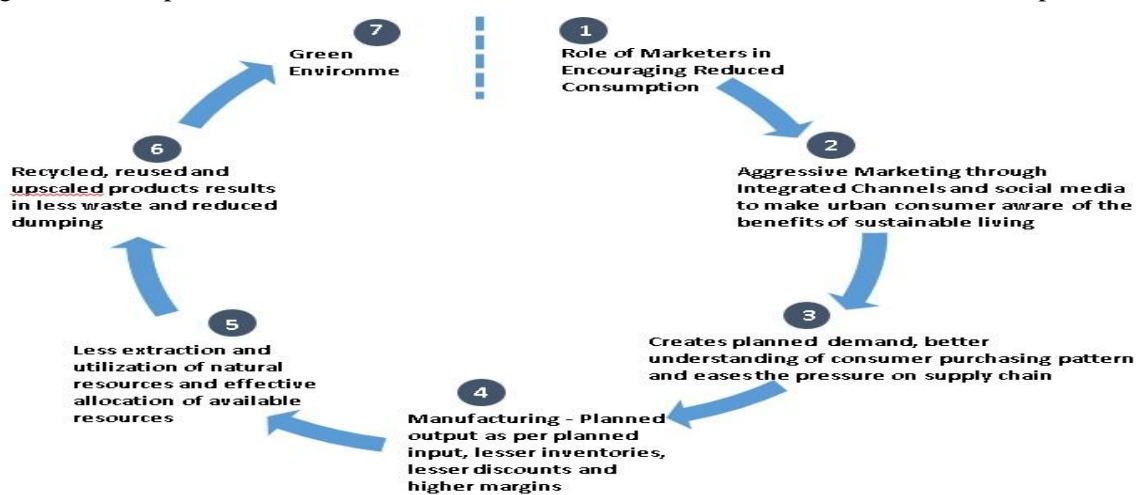 1
Role of Marketers in
Encouraging Reduced
Consumption
2
Aggressive Marketing through
Integrated Channels and social media
to make urban consumer aware of the
benefits of sustainable living
3
Creates planned demand, better
understanding of consumer purchasing pattern
and eases the pressure on supply chain
4
Manufacturing - Planned
output as per planned
input, lesser inventories,
lesser discounts and
higher margins
5
Less extraction and
utilization of natural
resources and effective
allocation of available
resources
6
Recycled, reused and
upscaled products results
in less waste and reduced
dumping
7
Green
Environme